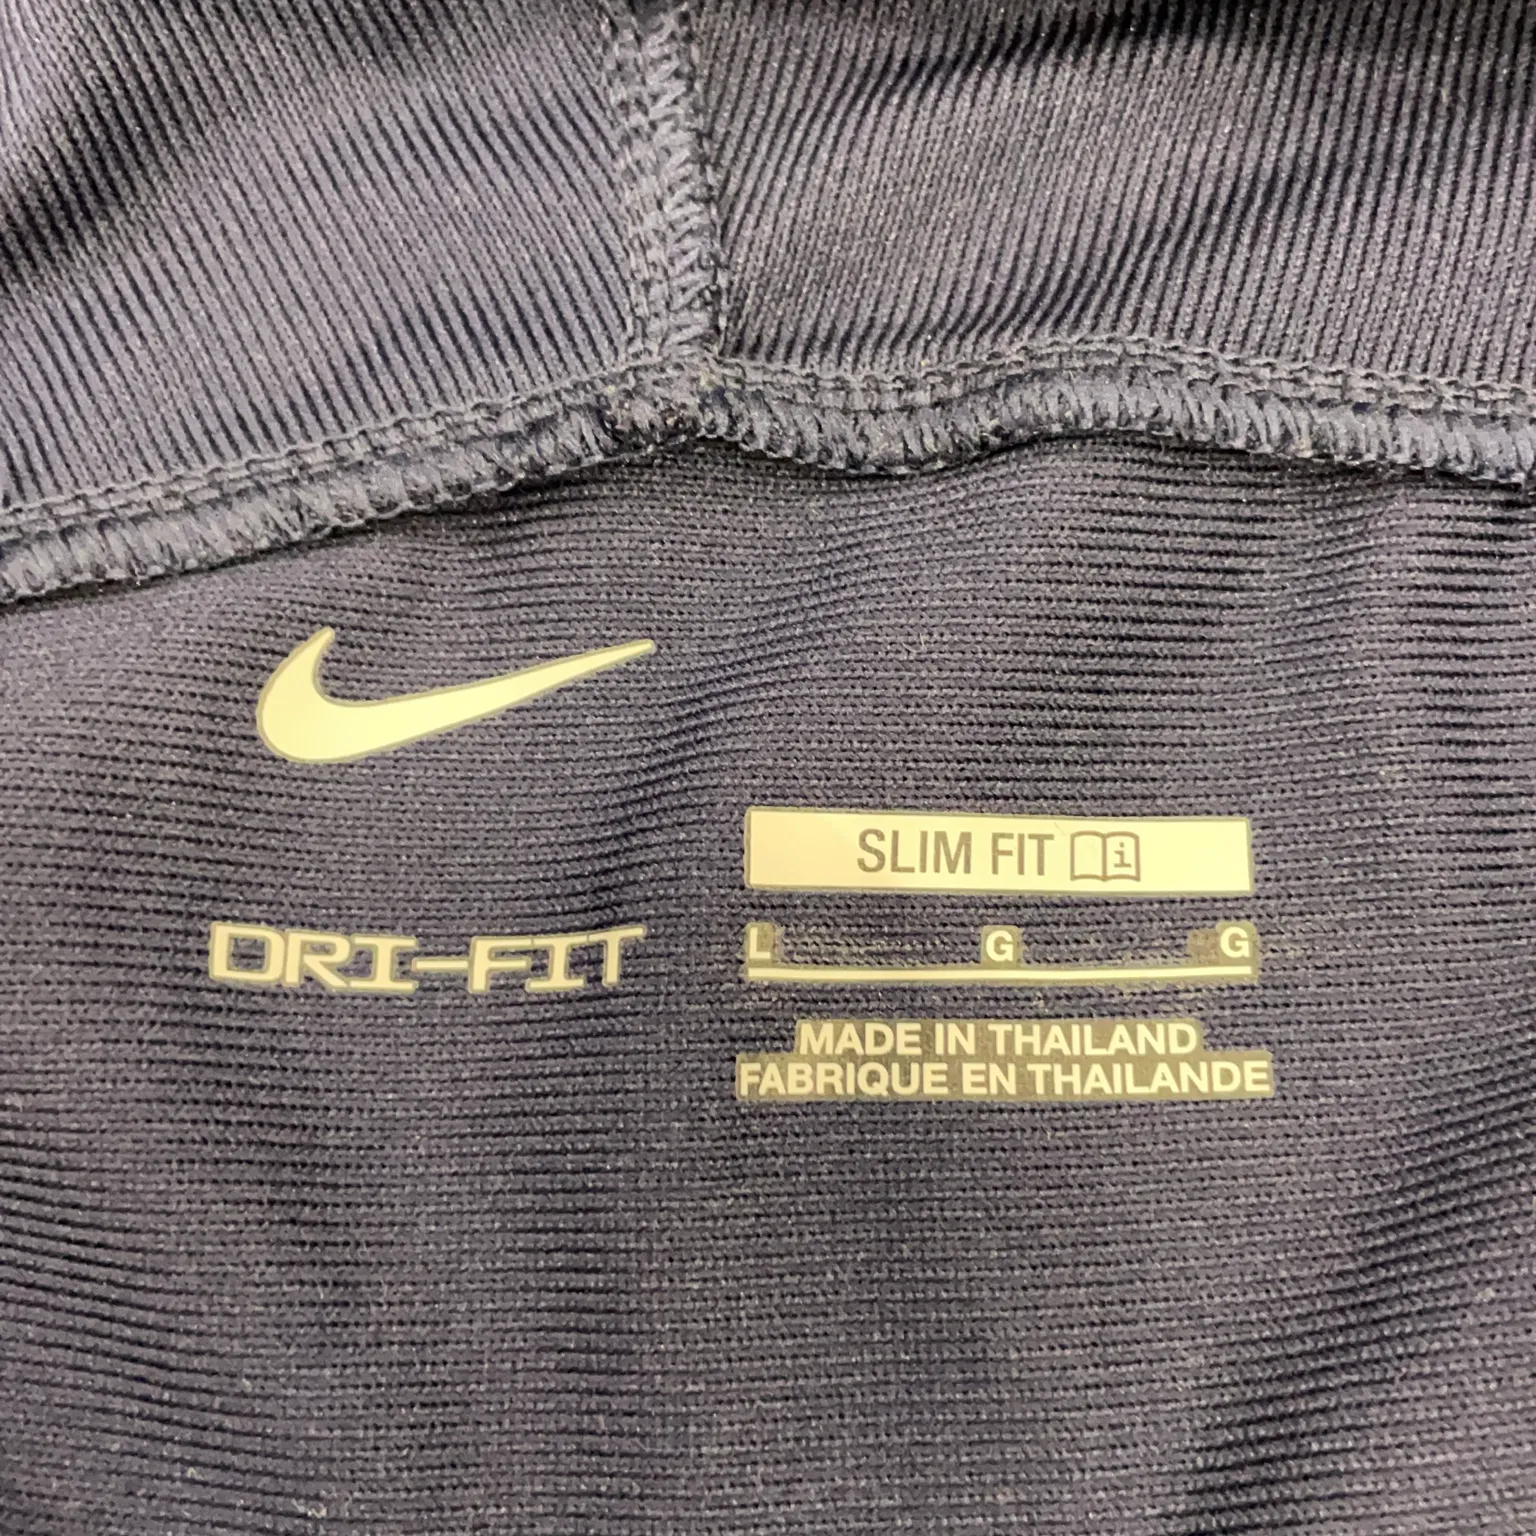 DRI-FIT
SLIM FIT i
L G G
MADE IN THAILAND
FABRIQUE EN THAILANDE